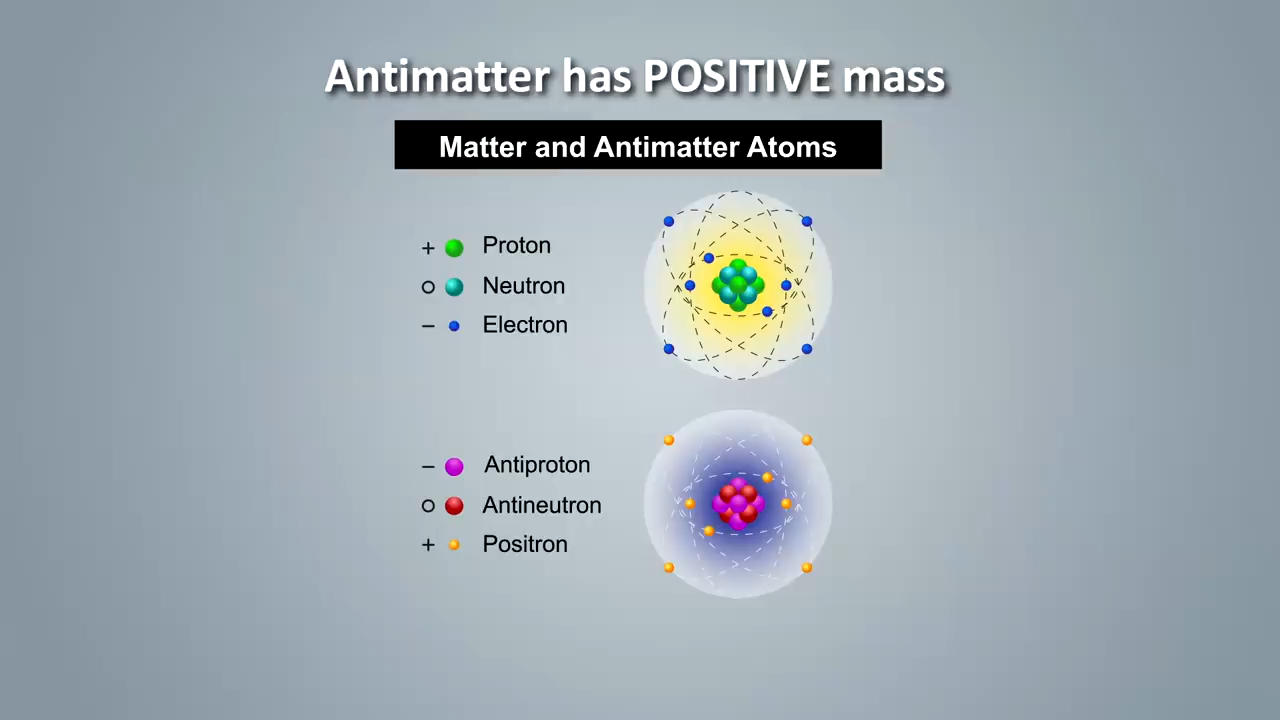 Antimatter has POSITIVE mass
Matter and Antimatter Atoms
+ Proton
o Neutron
− Electron
− Antiproton
o Antineutron
+ Positron